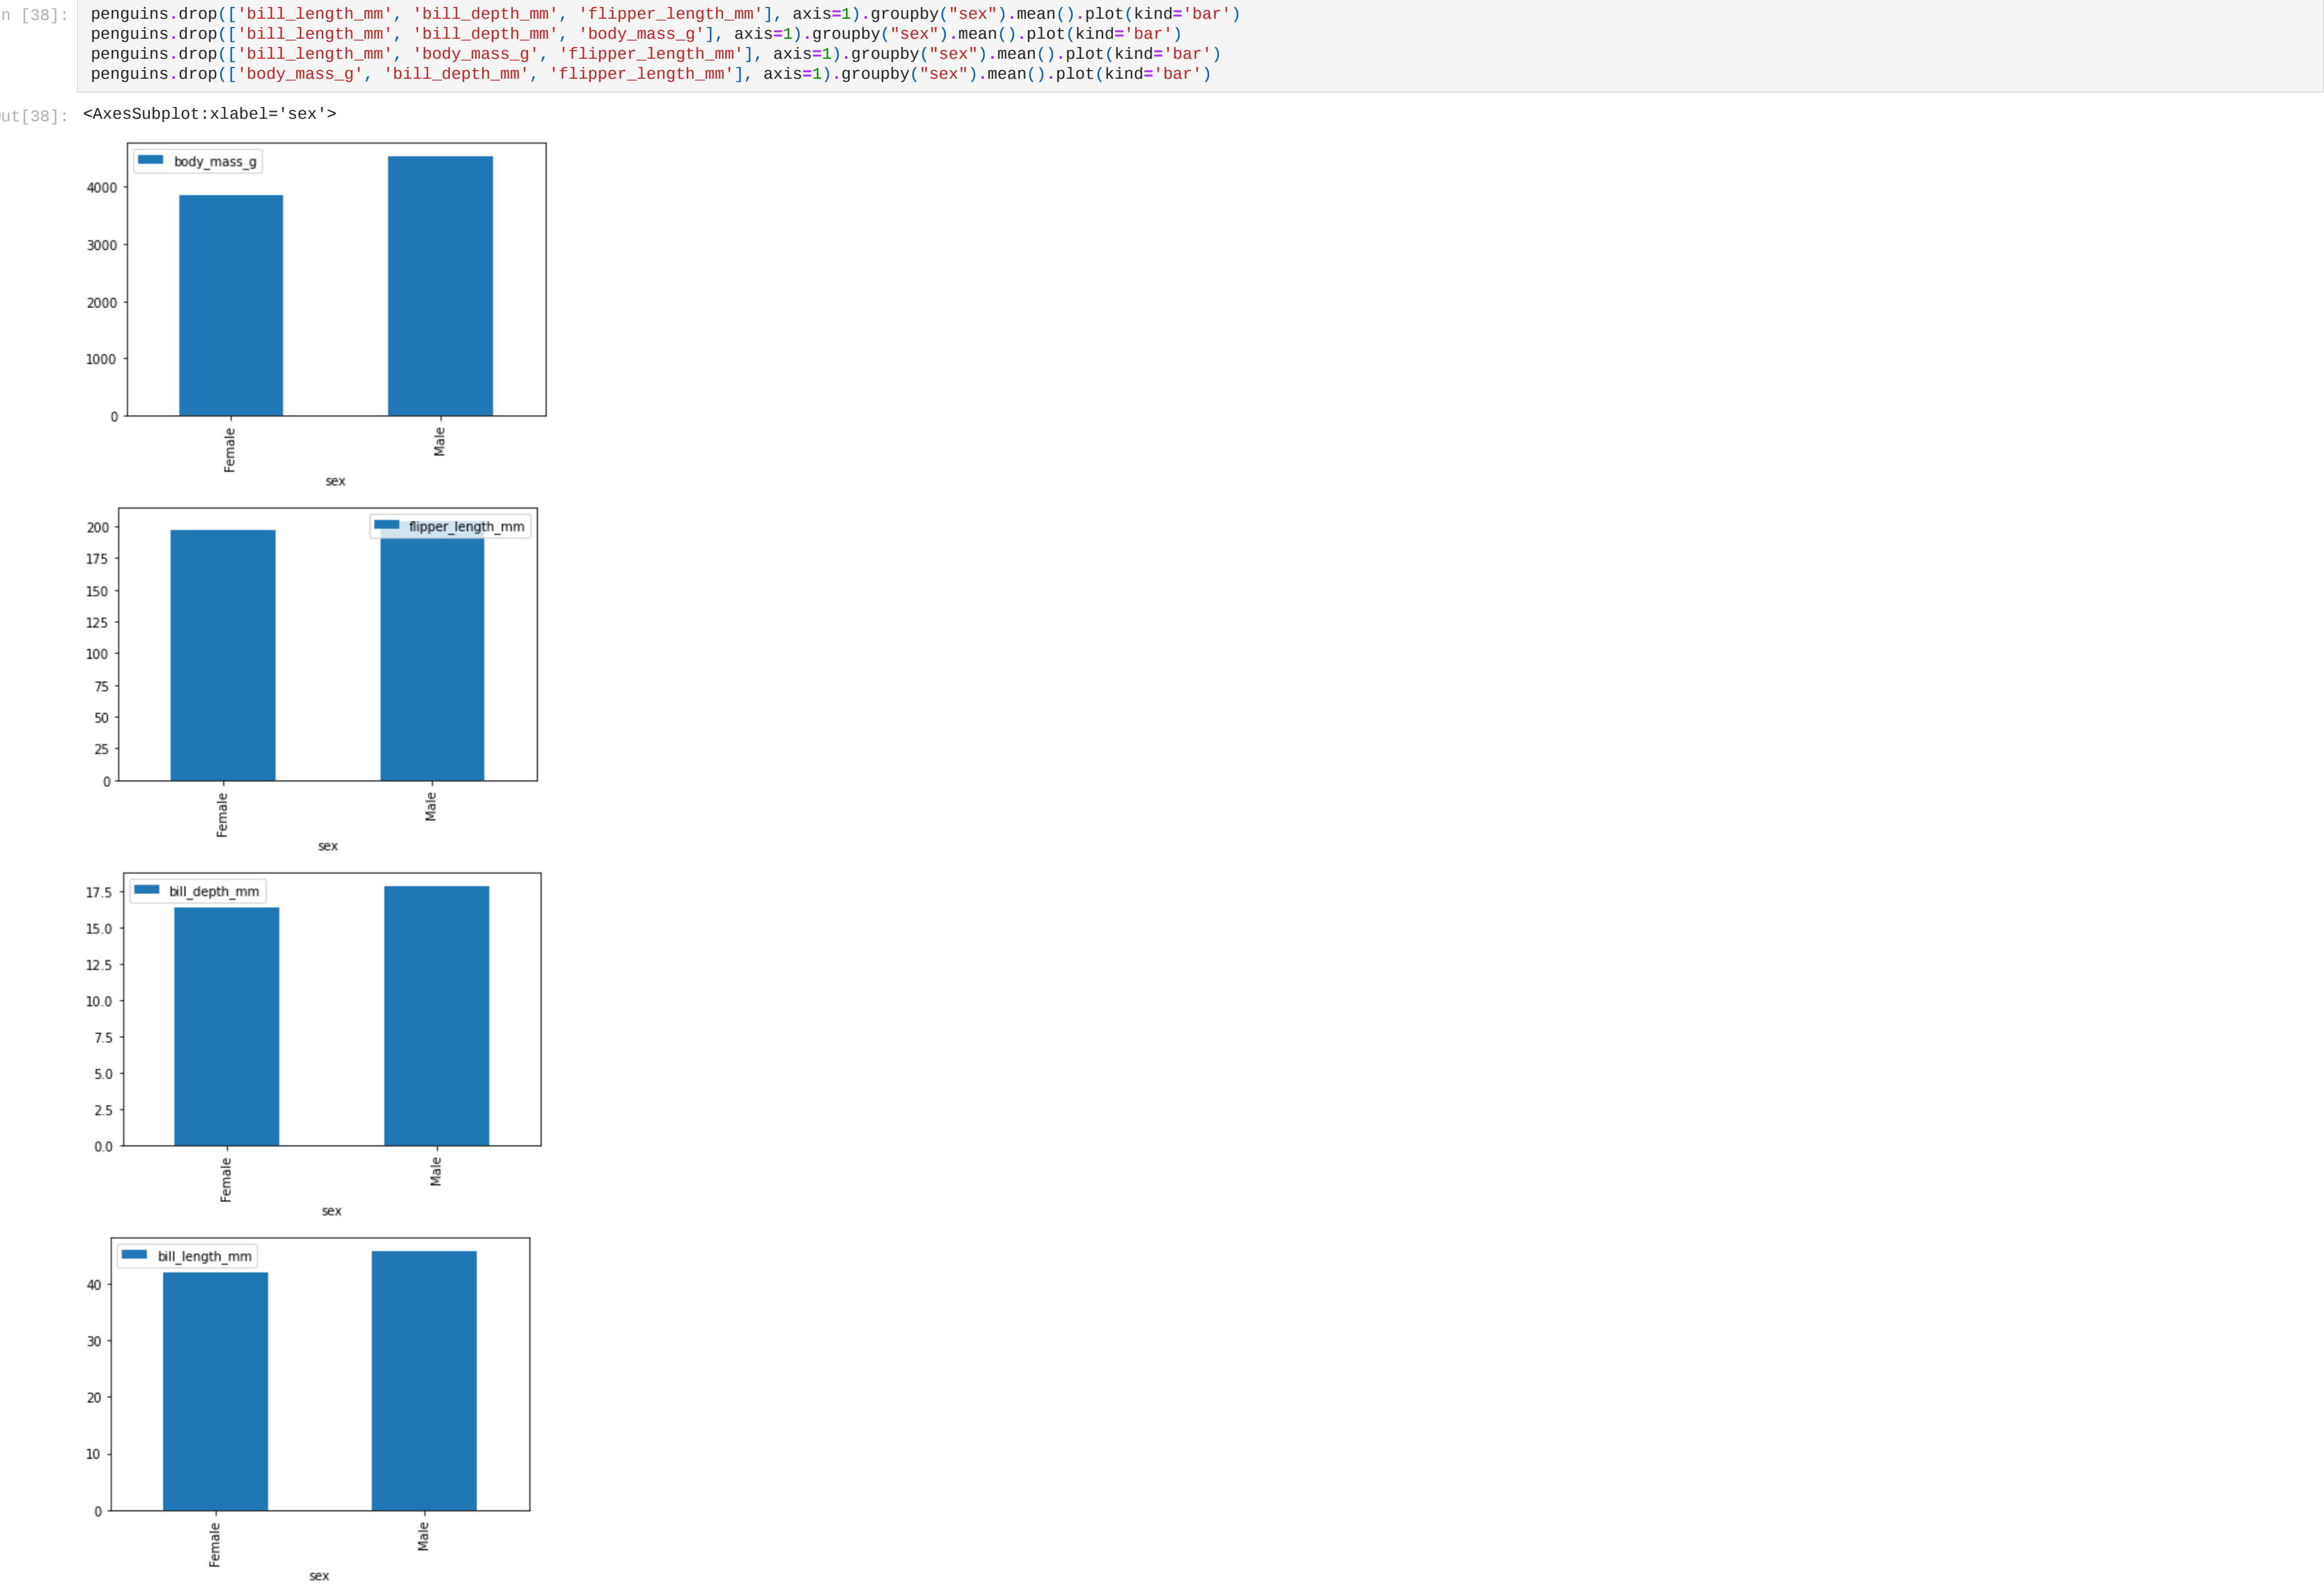 n [38]:
penguins.drop(['bill_length_mm', 'bill_depth_mm', 'flipper_length_mm'], axis=1).groupby("sex").mean().plot(kind='bar')
penguins.drop(['bill_length_mm', 'bill_depth_mm', 'body_mass_g'], axis=1).groupby("sex").mean().plot(kind='bar')
penguins.drop(['bill_length_mm', 'body_mass_g', 'flipper_length_mm'], axis=1).groupby("sex").mean().plot(kind='bar')
penguins.drop(['body_mass_g', 'bill_depth_mm', 'flipper_length_mm'], axis=1).groupby("sex").mean().plot(kind='bar')
ut[38]:
<AxesSubplot:xlabel='sex'>
body_mass_g
4000
3000
2000
1000
0
Female
Male
sex
flipper_length_mm
200
175
150
125
100
75
50
25
0
Female
Male
sex
bill_depth_mm
17.5
15.0
12.5
10.0
7.5
5.0
2.5
0.0
Female
Male
sex
bill_length_mm
40
30
20
10
0
Female
Male
sex